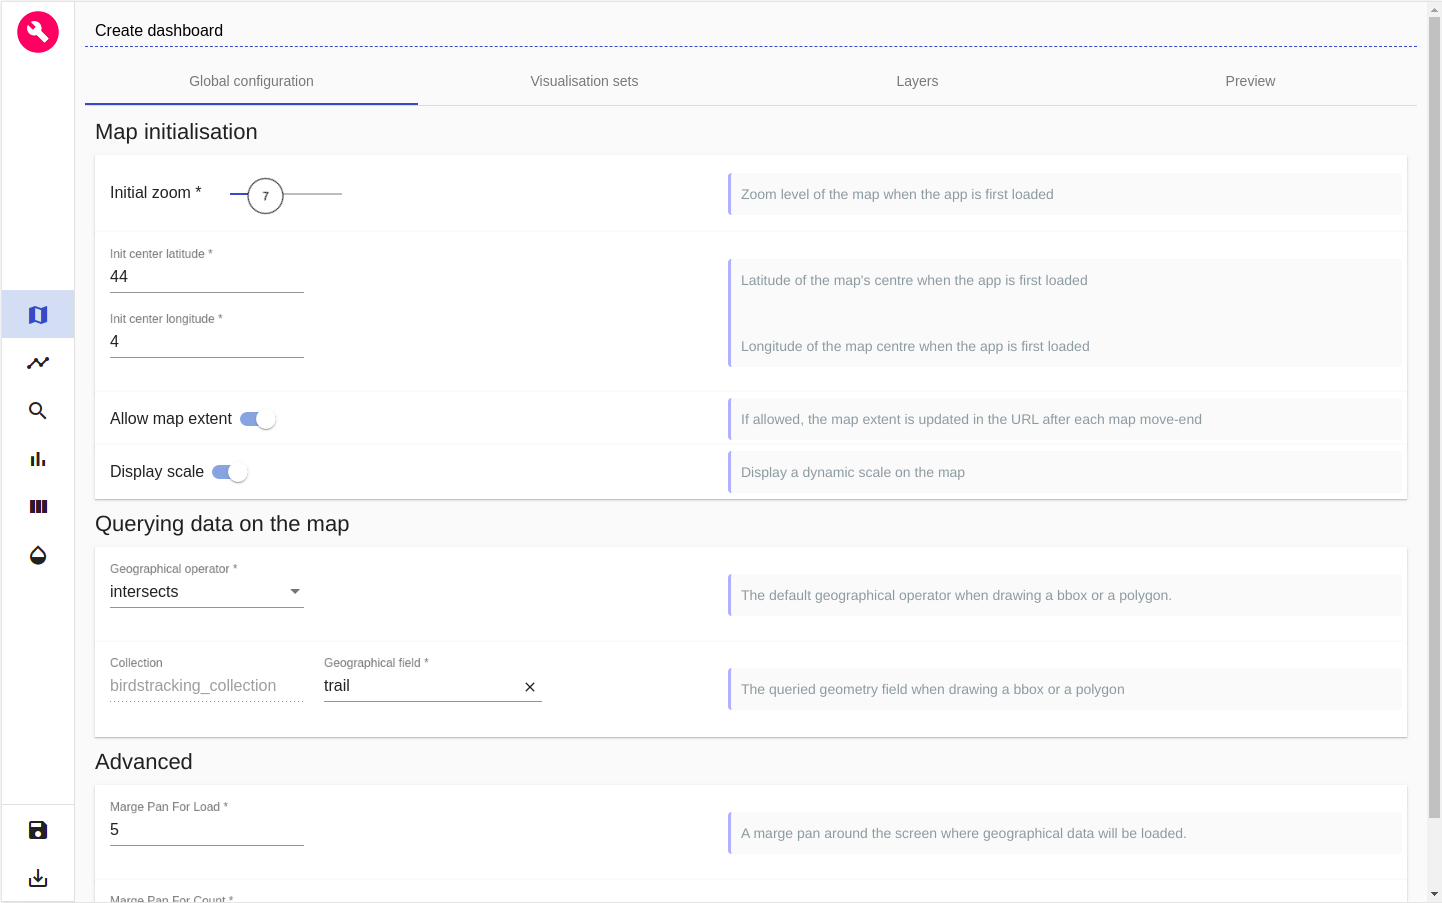 Create dashboard
Global configuration
Visualisation sets
Layers
Preview
Map initialisation
Initial zoom *
7
Zoom level of the map when the app is first loaded
Init center latitude *
44
Latitude of the map's centre when the app is first loaded
Init center longitude *
4
Longitude of the map centre when the app is first loaded
Allow map extent
If allowed, the map extent is updated in the URL after each map move-end
Display scale
Display a dynamic scale on the map
Querying data on the map
Geographical operator *
intersects
The default geographical operator when drawing a bbox or a polygon.
Collection
birdstracking_collection
Geographical field *
trail
The queried geometry field when drawing a bbox or a polygon
Advanced
Marge Pan For Load *
5
A marge pan around the screen where geographical data will be loaded.
Marge Pan For Count *